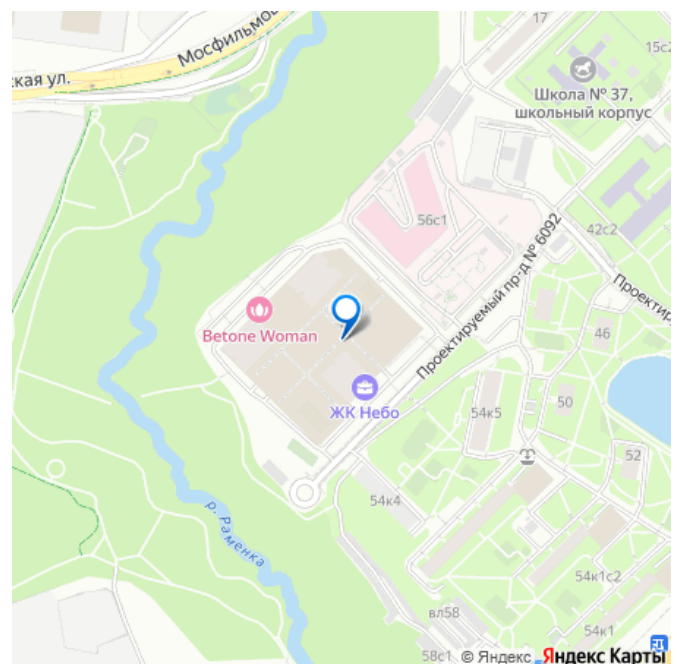 17
Мосфильмов
ская ул.
15с2
Школа № 37,
школьный корпус
56с1
42с2
Проектируемый пр-д № 6092
Проектир
Betone Woman
46
ЖК Небо
50
54к5
52
54к4
р. Раменка
54к1с2
вл58
54к1
58с1
© Яндекс Яндекс Карты